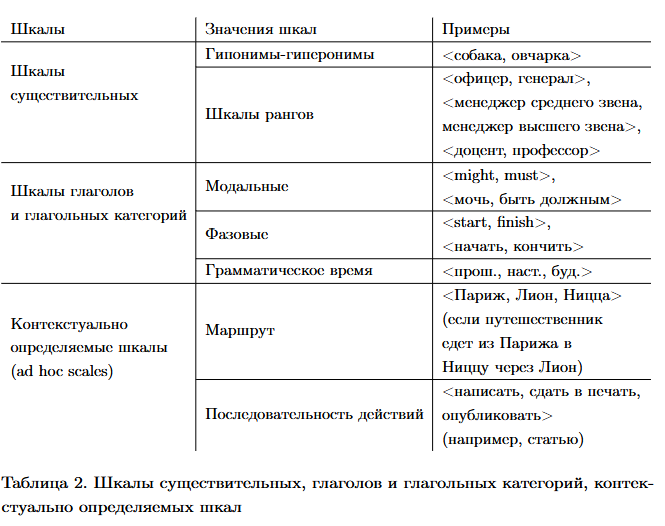 Шкалы Значения шкал Примеры
Шкалы
существительных
Гипонимы-гиперонимы <собака, овчарка>
Шкалы рангов
<офицер, генерал>,
<менеджер среднего звена,
менеджер высшего звена>,
<доцент, профессор>
Шкалы глаголов
и глагольных категорий
Модальные
<might, must>,
<мочь, быть должным>
Фазовые
<start, finish>,
<начать, кончить>
Грамматическое время <прош., наст., буд.>
Контекстуально
определяемые шкалы
(ad hoc scales)
Маршрут
<Париж, Лион, Ницца>
(если путешественник
едет из Парижа в
Ниццу через Лион)
Последовательность действий
<написать, сдать в печать,
опубликовать>
(например, статью)
Таблица 2. Шкалы существительных, глаголов и глагольных категорий, контек-
стуально определяемых шкал